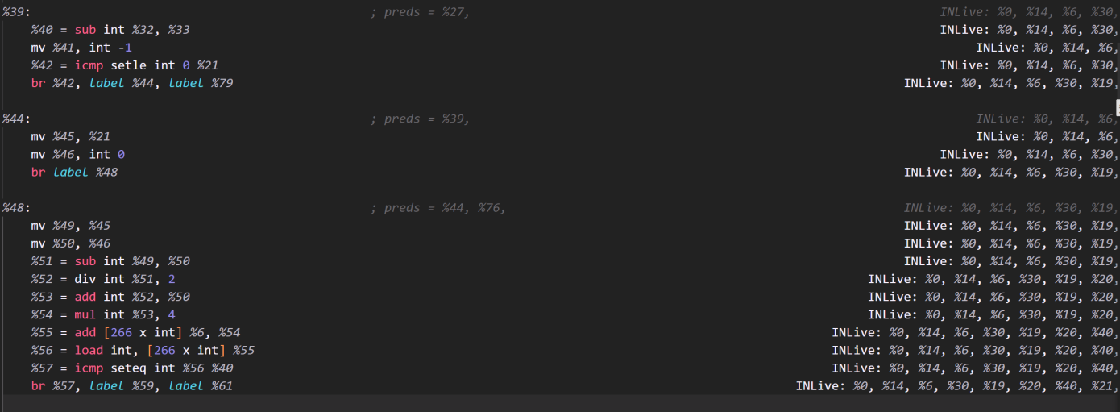 %39: ; preds = %27, INLive: %0, %14, %6, %30,
%40 = sub int %32, %33 INLive: %0, %14, %6, %30,
mv %41, int -1 INLive: %0, %14, %6,
%42 = icmp setle int 0 %21 INLive: %0, %14, %6, %30,
br %42, label %44, label %79 INLive: %0, %14, %6, %30, %19,
%44: ; preds = %39, INLive: %0, %14, %6,
mv %45, %21 INLive: %0, %14, %6,
mv %46, int 0 INLive: %0, %14, %6, %30,
br label %48 INLive: %0, %14, %6, %30, %19,
%48: ; preds = %44, %76, INLive: %0, %14, %6, %30, %19,
mv %49, %45 INLive: %0, %14, %6, %30, %19,
mv %50, %46 INLive: %0, %14, %6, %30, %19,
%51 = sub int %49, %50 INLive: %0, %14, %6, %30, %19,
%52 = div int %51, 2 INLive: %0, %14, %6, %30, %19, %20,
%53 = add int %52, %50 INLive: %0, %14, %6, %30, %19, %20,
%54 = mul int %53, 4 INLive: %0, %14, %6, %30, %19, %20,
%55 = add [266 x int] %6, %54 INLive: %0, %14, %6, %30, %19, %20, %40,
%56 = load int, [266 x int] %55 INLive: %0, %14, %6, %30, %19, %20, %40,
%57 = icmp seteq int %56 %40 INLive: %0, %14, %6, %30, %19, %20, %40,
br %57, label %59, label %61 INLive: %0, %14, %6, %30, %19, %20, %40, %21,